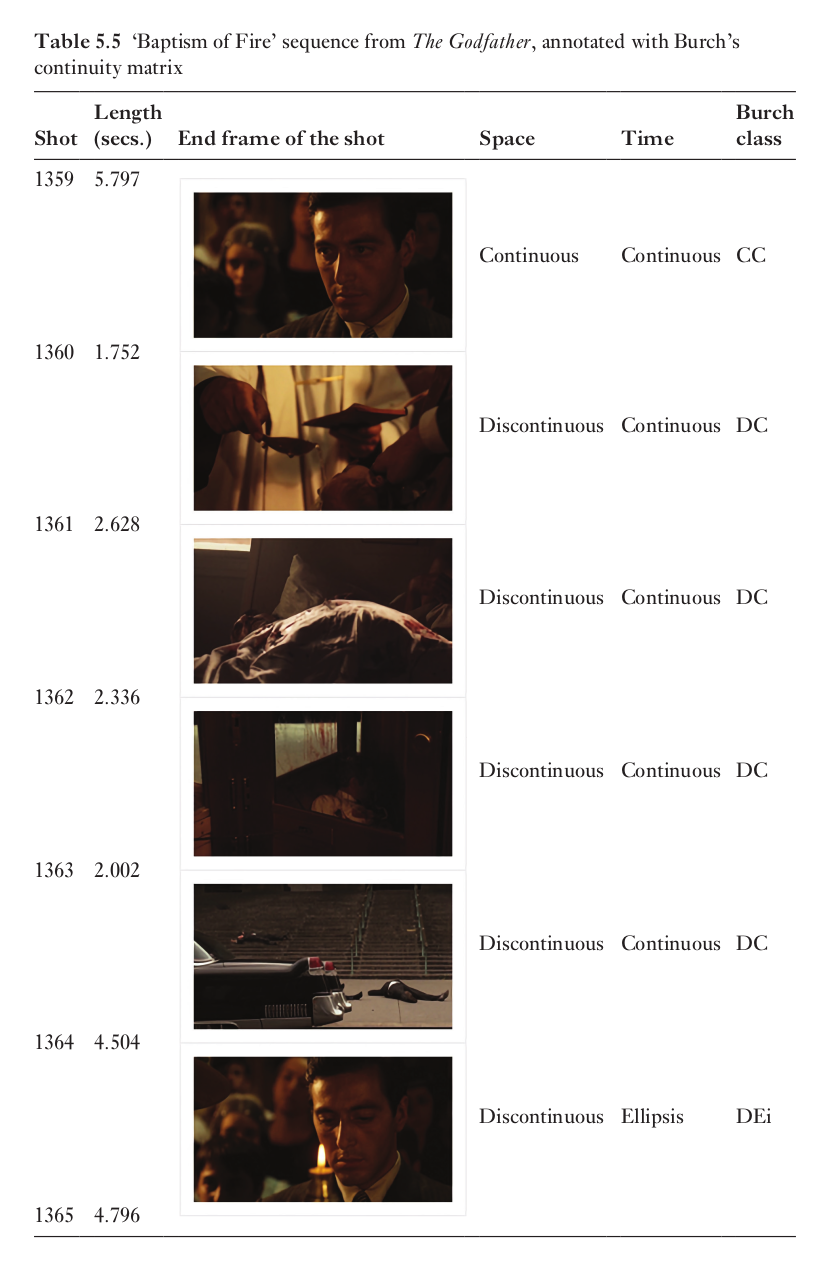 Table 5.5 ‘Baptism of Fire’ sequence from The Godfather, annotated with Burch’s
continuity matrix
Shot Length (secs.) End frame of the shot Space Time Burch class
1359 5.797
Continuous Continuous CC
1360 1.752
Discontinuous Continuous DC
1361 2.628
Discontinuous Continuous DC
1362 2.336
Discontinuous Continuous DC
1363 2.002
Discontinuous Continuous DC
1364 4.504
Discontinuous Ellipsis DEi
1365 4.796